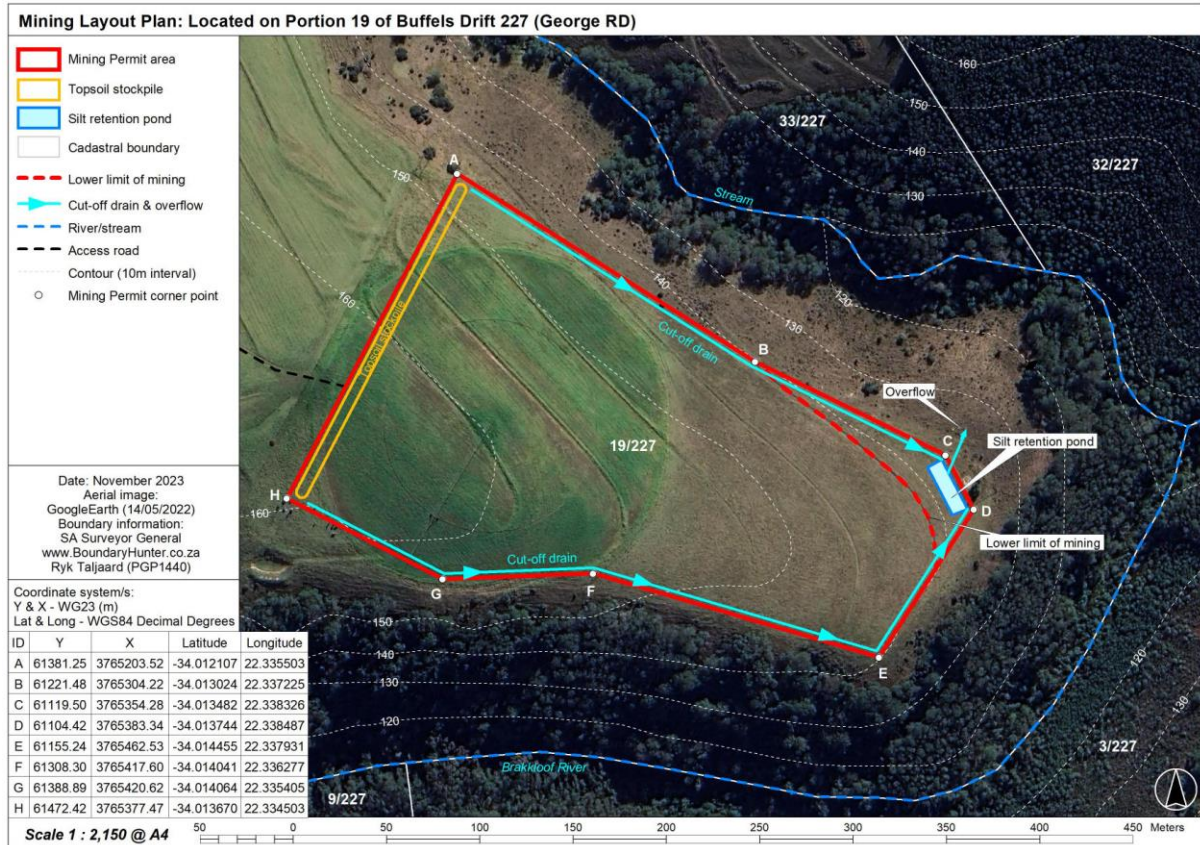 Mining Layout Plan: Located on Portion 19 of Buffels Drift 227 (George RD)
Mining Permit area
Topsoil stockpile
Silt retention pond
Cadastral boundary
Lower limit of mining
Cut-off drain & overflow
River/stream
Access road
Contour (10m interval)
Mining Permit corner point
Date: November 2023
Aerial image:
GoogleEarth (14/05/2022)
Boundary information:
SA Surveyor General
www.BoundaryHunter.co.za
Ryk Taljaard (PGP1440)
Coordinate system/s:
Y & X - WG23 (m)
Lat & Long - WGS84 Decimal Degrees
ID Y X Latitude Longitude
A 61381.25 3765203.52 -34.012107 22.335503
B 61221.48 3765304.22 -34.013024 22.337225
C 61119.50 3765354.28 -34.013482 22.338326
D 61104.42 3765383.34 -34.013744 22.338487
E 61155.24 3765462.53 -34.014455 22.337931
F 61308.30 3765417.60 -34.014041 22.336277
G 61388.89 3765420.62 -34.014064 22.335405
H 61472.42 3765377.47 -34.013670 22.334503
Scale 1 : 2,150 @ A4
50 0 50 100 150 200 250 300 350 400 450 Meters
160
150
140
130
33/227
32/227
Stream
A
150
160
140
130
120
Topsoil stockpile
Cut-off drain
B
Overflow
19/227
C
Silt retention pond
H
160
D
Lower limit of mining
Cut-off drain
G
F
E
150
140
130
120
120
130
3/227
Brakkloof River
9/227